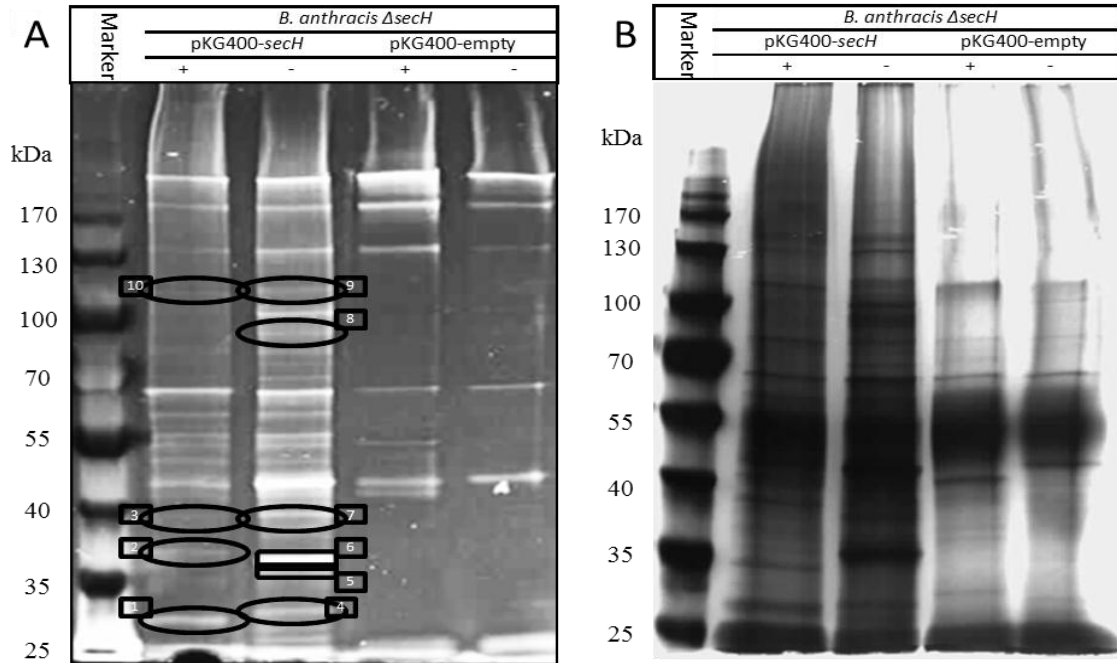 A
Marker
B. anthracis ΔsecH
pKG400-secH pKG400-empty
+ - + -
kDa
170
130
100
70
55
40
35
25
10 9
8
3 7
2 6
5
1 4
B
Marker
B. anthracis ΔsecH
pKG400-secH pKG400-empty
+ - + -
kDa
170
130
100
70
55
40
35
25